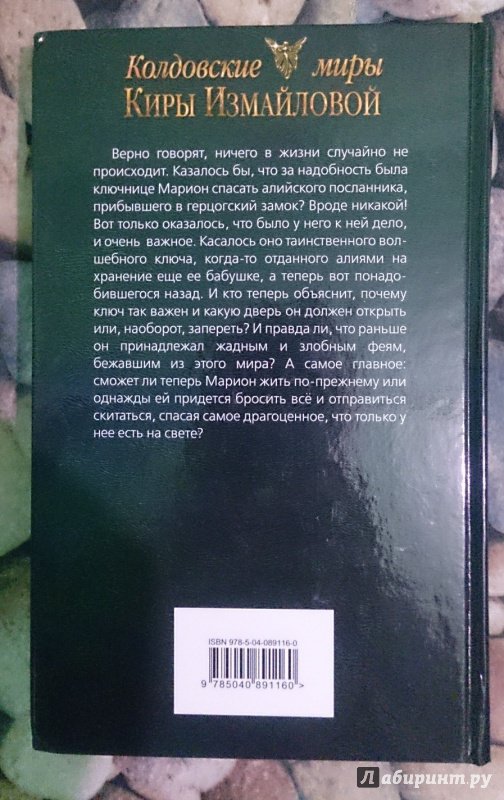 Колдовские миры
Киры Измайловой
Верно говорят, ничего в жизни случайно не
происходит. Казалось бы, что за надобность была
ключнице Марион спасать алийского посланника,
прибывшего в герцогский замок? Вроде никакой!
Вот только оказалось, что было у него к ней дело,
и очень важное. Касалось оно таинственного вол-
шебного ключа, когда-то отданного алиями на
хранение еще ее бабушке, а теперь вот понадо-
бившегося назад. И кто теперь объяснит, почему
ключ так важен и какую дверь он должен открыть
или, наоборот, запереть? И правда ли, что раньше
он принадлежал жадным и злобным феям,
бежавшим из этого мира? А самое главное:
сможет ли теперь Марион жить по-прежнему или
однажды ей придется бросить всё и отправиться
скитаться, спасая самое драгоценное, что только у
нее есть на свете?
ISBN 978-5-04-089116-0
9 785040 891160 >
Лабиринт.ру